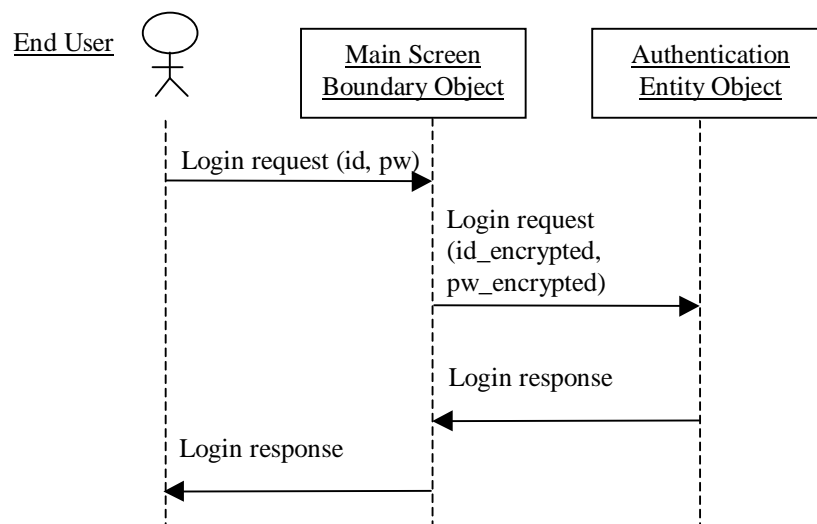 End User
Main Screen
Boundary Object
Authentication
Entity Object
Login request (id, pw)
Login request
(id_encrypted,
pw_encrypted)
Login response
Login response